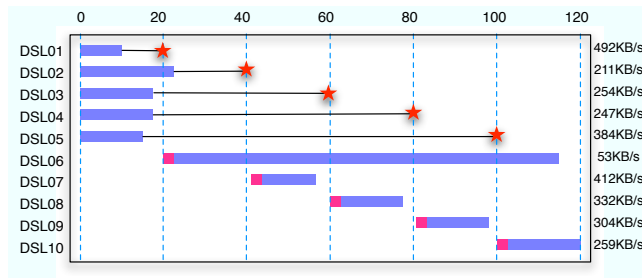 0 20 40 60 80 100 120
DSL01 492KB/s
DSL02 211KB/s
DSL03 254KB/s
DSL04 247KB/s
DSL05 384KB/s
DSL06 53KB/s
DSL07 412KB/s
DSL08 332KB/s
DSL09 304KB/s
DSL10 259KB/s